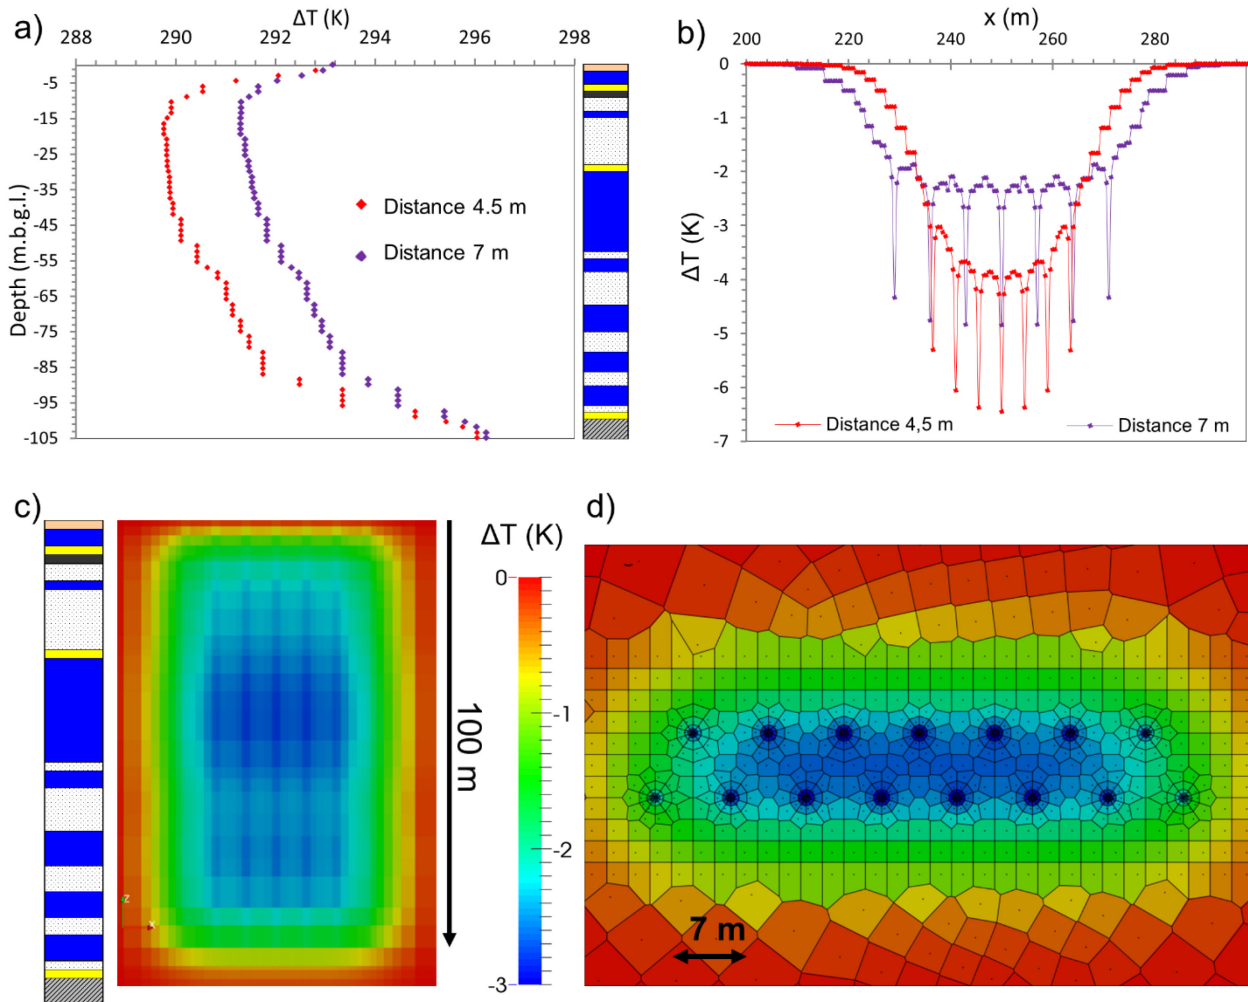 a)
ΔT (K)
288 290 292 294 296 298
-5
-15
-25
-35
-45
-55
-65
-75
-85
-95
-105
Depth (m.b.g.l.)
Distance 4.5 m
Distance 7 m
b)
x (m)
200 220 240 260 280
0
-1
-2
-3
-4
-5
-6
-7
ΔT (K)
Distance 4,5 m
Distance 7 m
c)
Z
X
100 m
ΔT (K)
0
-1
-2
-3
d)
7 m